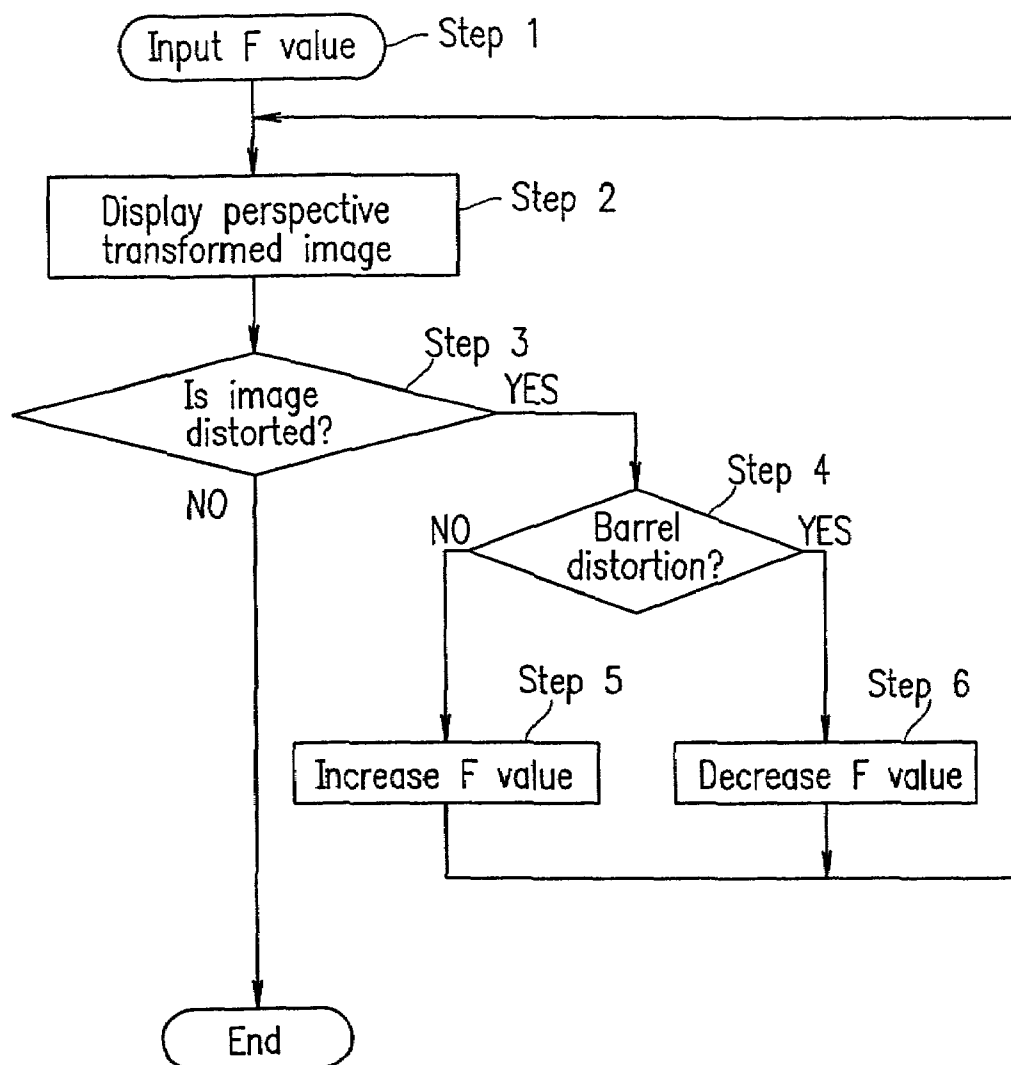 Input F value
Step 1
Display perspective
transformed image
Step 2
Is image
distorted?
Step 3
YES
NO
Barrel
distortion?
Step 4
NO
YES
Increase F value
Step 5
Decrease F value
Step 6
End